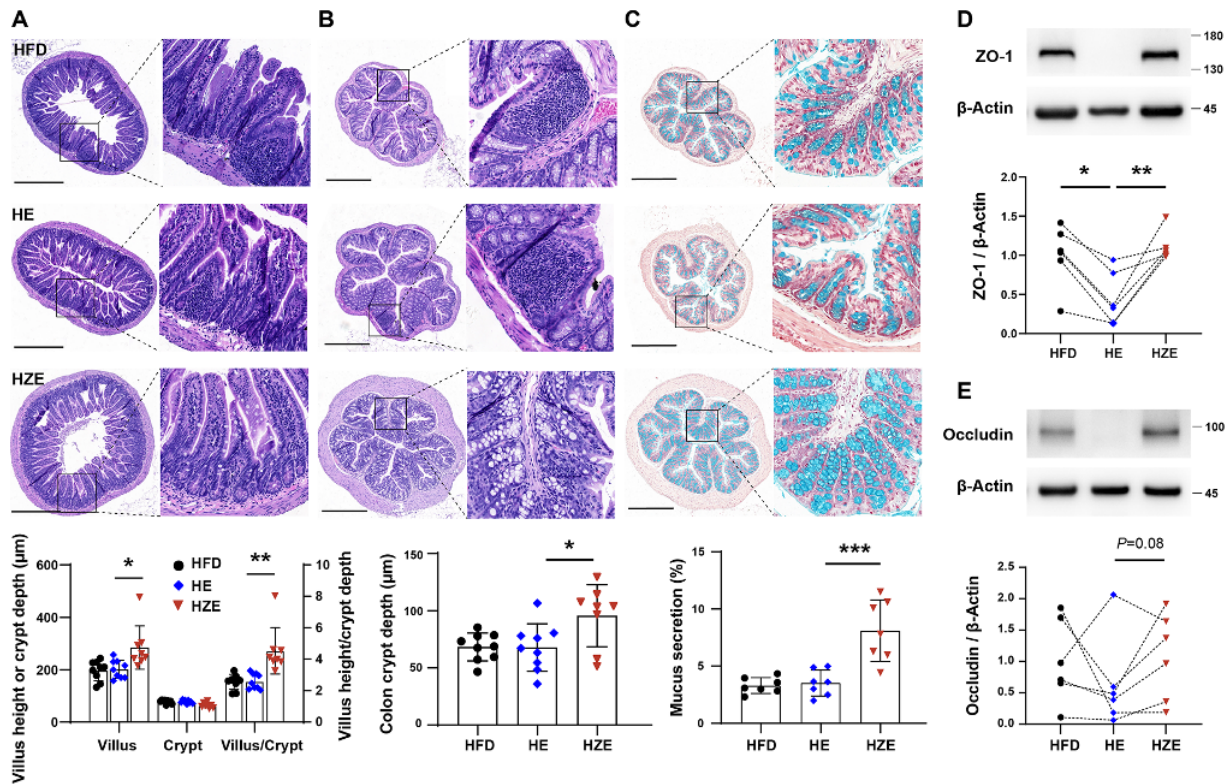 A
B
C
D
HFD
HE
HZE
ZO-1
180
130
β-Actin
45
*
**
ZO-1 / β-Actin
2.0
1.5
1.0
0.5
0.0
HFD
HE
HZE
E
Occludin
100
β-Actin
45
P=0.08
Occludin / β-Actin
2.5
2.0
1.5
1.0
0.5
0.0
HFD
HE
HZE
Villus height or crypt depth (µm)
600
400
200
0
*
**
HFD
HE
HZE
10
8
6
4
2
0
Villus height/crypt depth
Villus
Crypt
Villus/Crypt
Colon crypt depth (µm)
150
100
50
0
*
HFD
HE
HZE
Mucus secretion (%)
15
10
5
0
***
HFD
HE
HZE